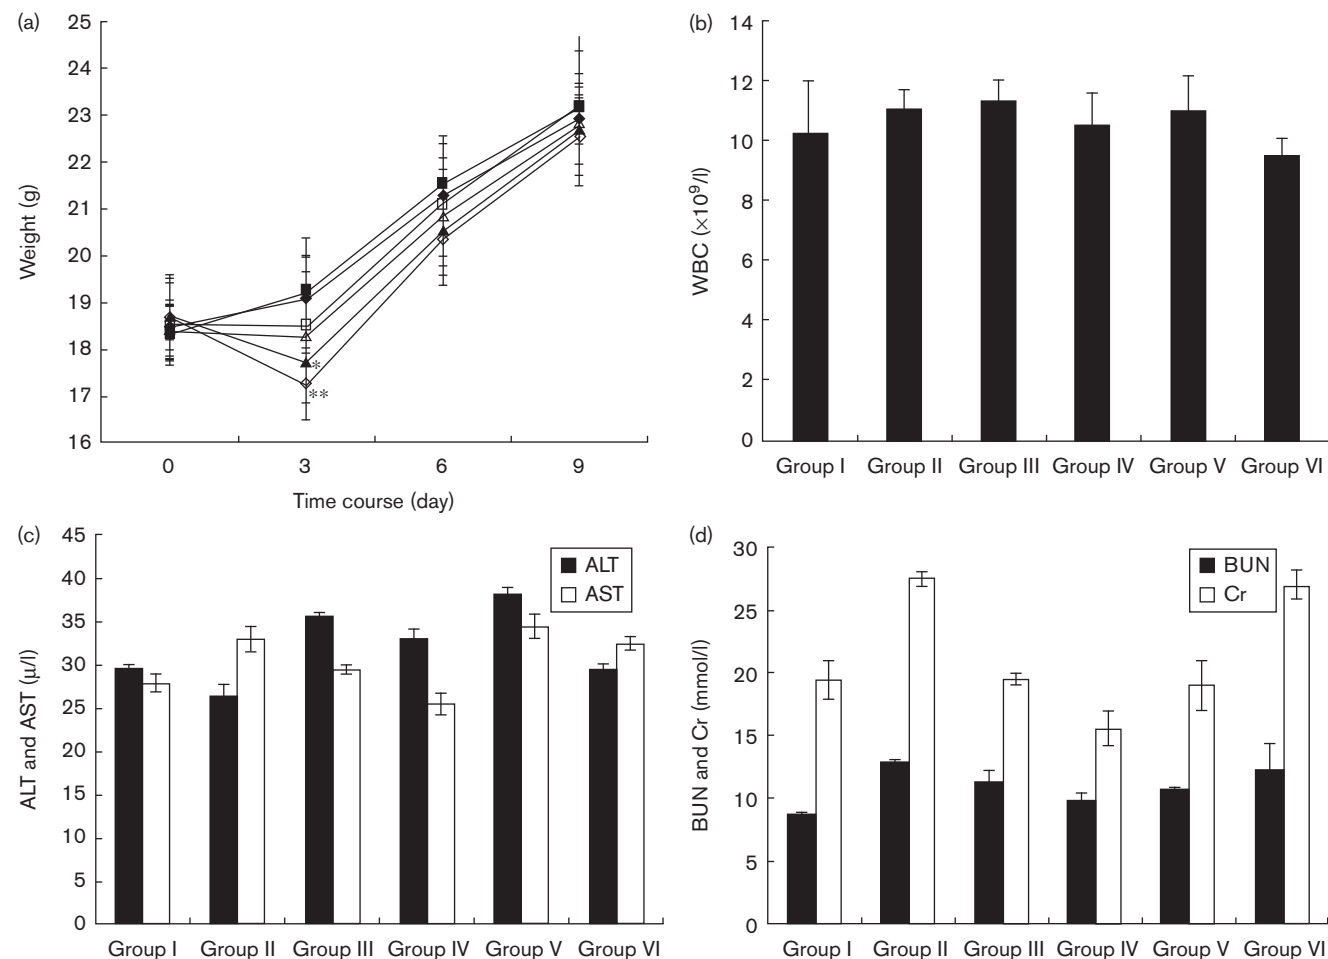 (a)
25
24
23
22
21
20
19
18
17
16
Weight (g)
*
**
0 3 6 9
Time course (day)
(b)
14
12
10
8
6
4
2
0
WBC (×10⁹/l)
Group I Group II Group III Group IV Group V Group VI
(c)
45
40
35
30
25
20
15
10
5
0
ALT and AST (μ/l)
ALT
AST
Group I Group II Group III Group IV Group V Group VI
(d)
30
25
20
15
10
5
0
BUN and Cr (mmol/l)
BUN
Cr
Group I Group II Group III Group IV Group V Group VI